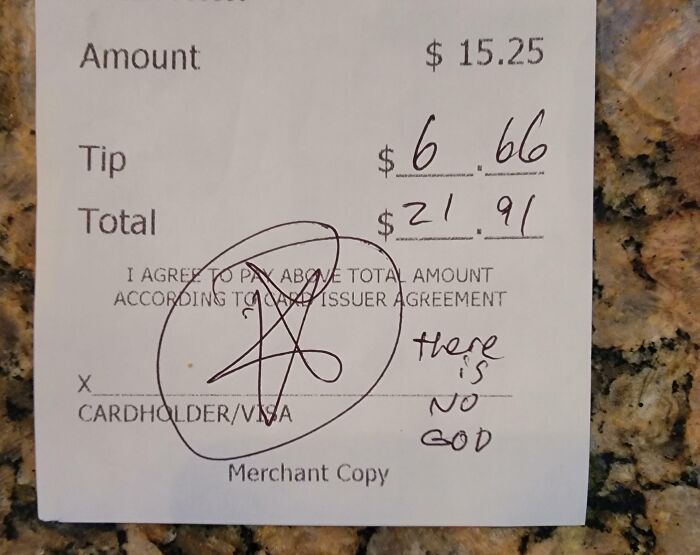 Amount $ 15.25
Tip $ 6.66
Total $ 21.91
I AGREE TO PAY ABOVE TOTAL AMOUNT
ACCORDING TO CARD ISSUER AGREEMENT
there
is
NO
GOD
X
CARDHOLDER/VISA
Merchant Copy